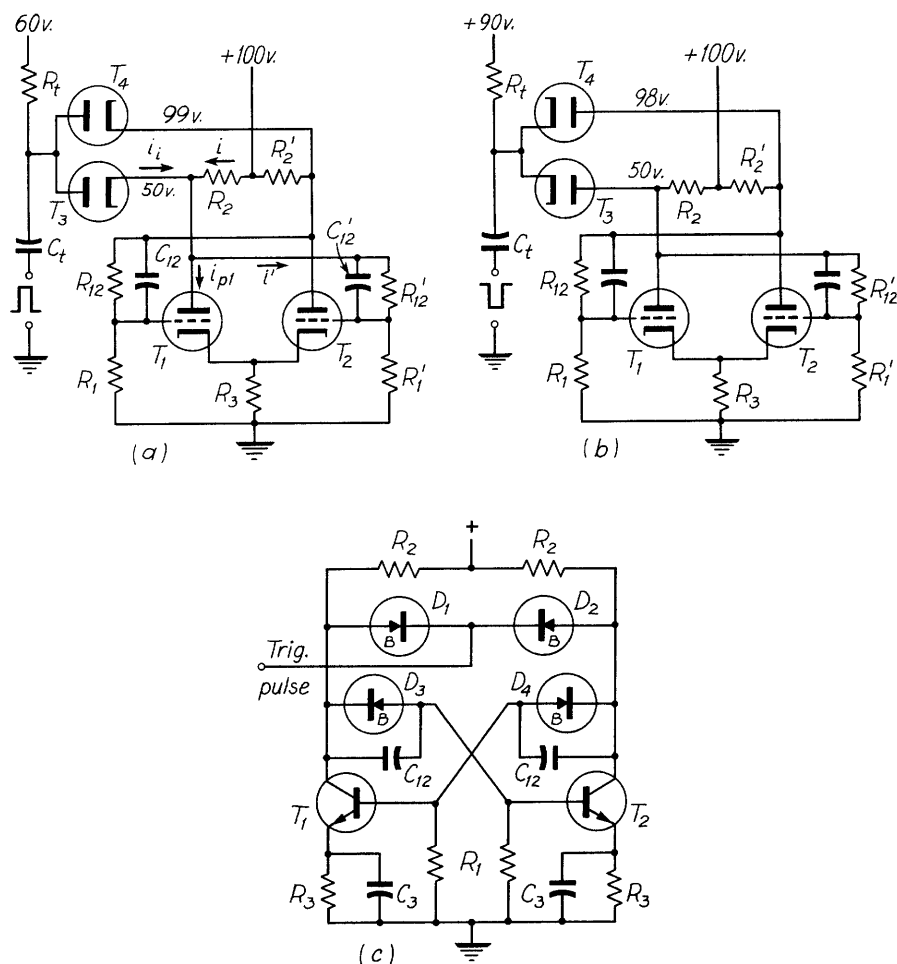 60v.
R_t
T_4
+100v.
99v.
i_i
i
R_2'
50v.
R_2
T_3
C_t
C_12
C_12'
R_12
i_p1
i'
R_12'
T_1
T_2
R_1
R_3
R_1'
(a)
+90v.
R_t
T_4
+100v.
98v.
R_2'
50v.
R_2
T_3
C_t
R_12
R_12'
T_1
T_2
R_1
R_3
R_1'
(b)
+
R_2
R_2
D_1
D_2
B
B
Trig.
pulse
D_3
D_4
B
B
C_12
C_12
T_1
T_2
R_1
R_3
C_3
C_3
R_3
(c)